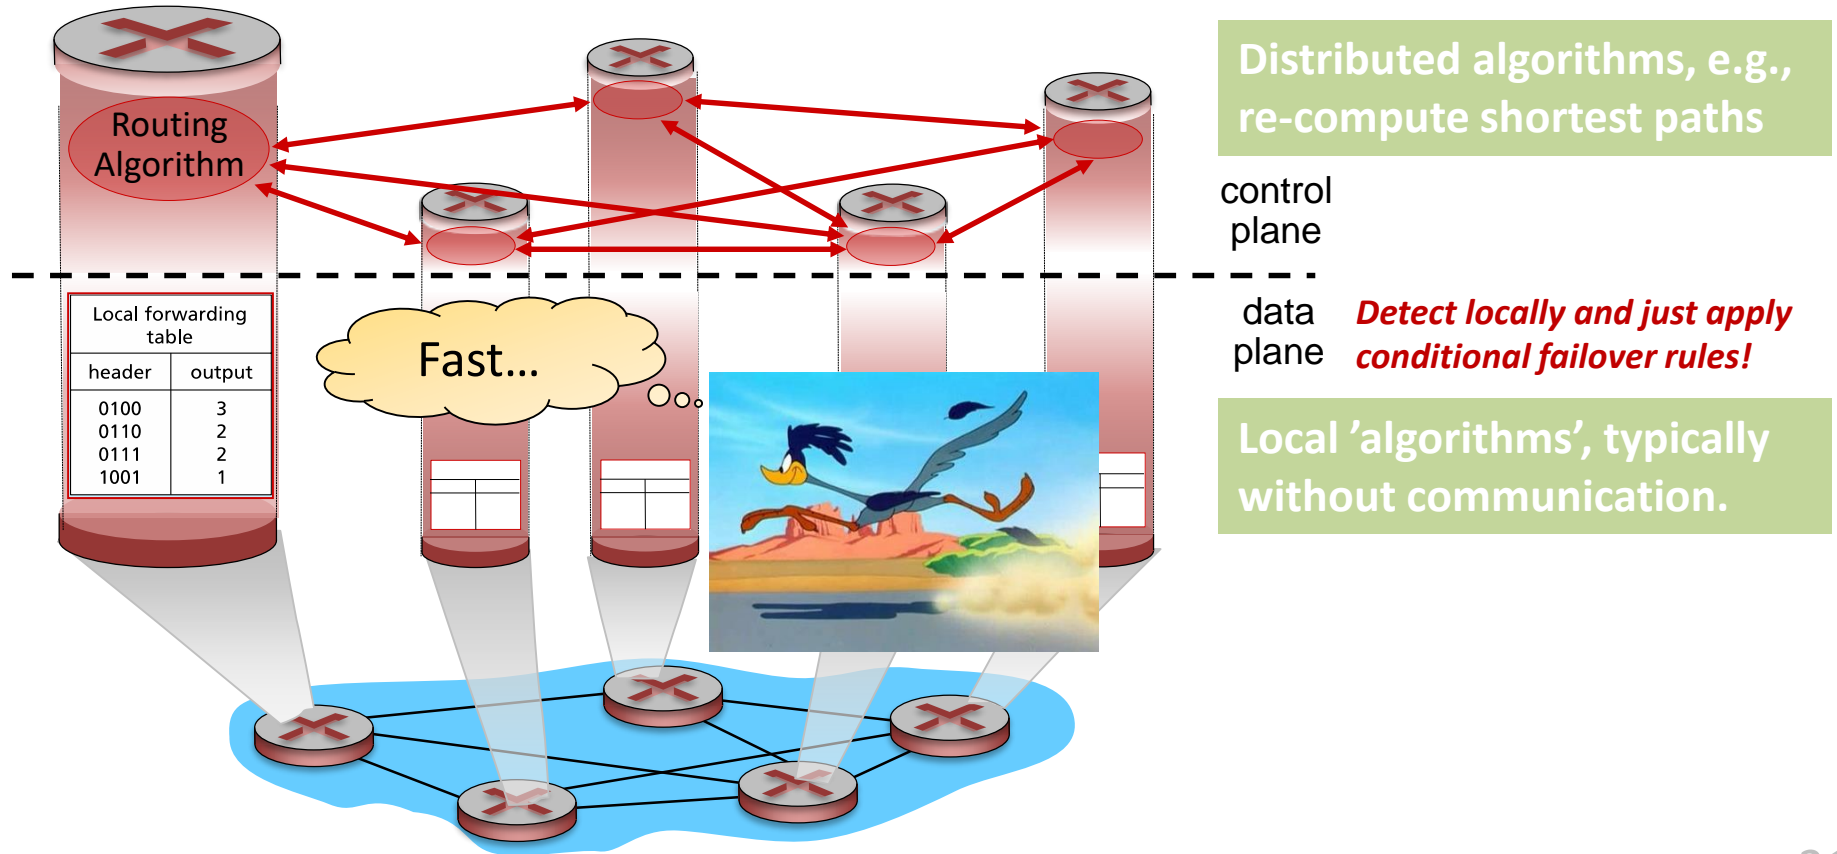 Distributed algorithms, e.g.,
re-compute shortest paths
Routing
Algorithm
control
plane
Local forwarding
table
header output
0100 3
0110 2
0111 2
1001 1
Fast...
data
plane
Detect locally and just apply
conditional failover rules!
Local ’algorithms’, typically
without communication.